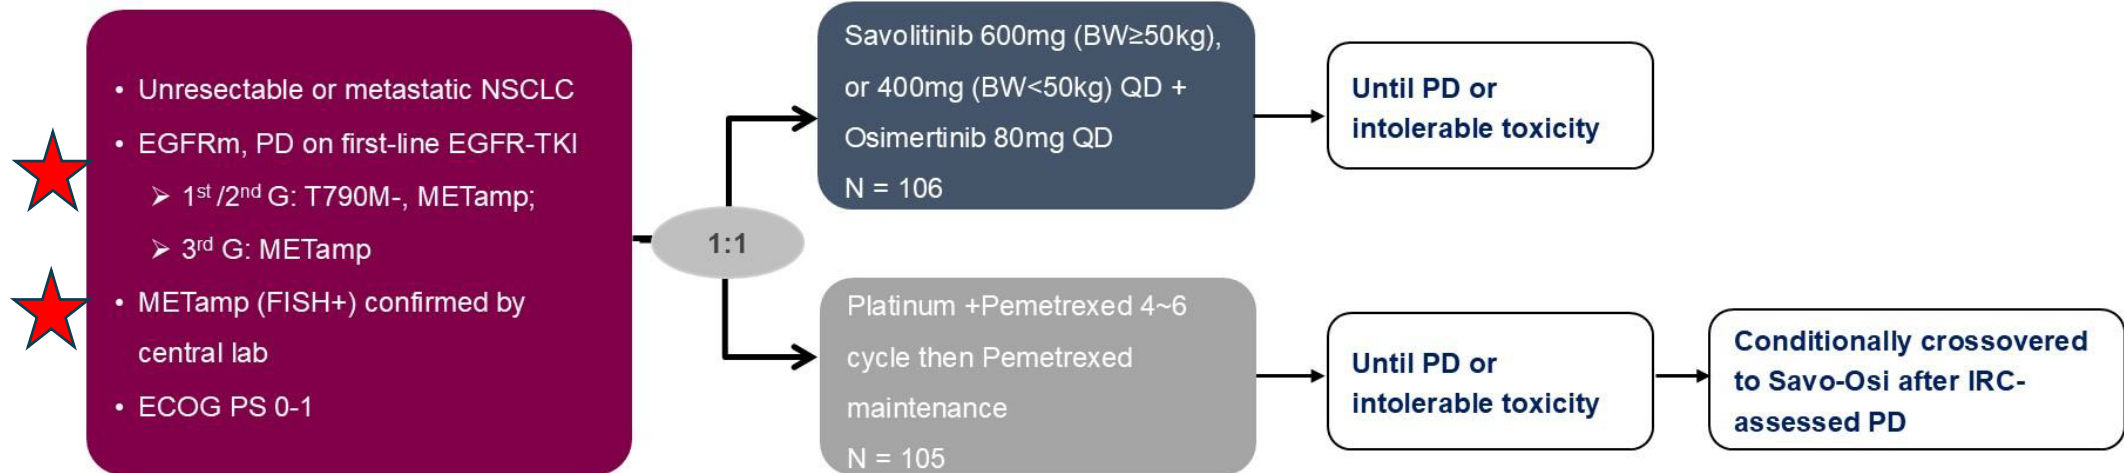 • Unresectable or metastatic NSCLC
• EGFRm, PD on first-line EGFR-TKI
➢ 1st /2nd G: T790M-, METamp;
➢ 3rd G: METamp
• METamp (FISH+) confirmed by
central lab
• ECOG PS 0-1
1:1
Savolitinib 600mg (BW≥50kg),
or 400mg (BW<50kg) QD +
Osimertinib 80mg QD
N = 106
Until PD or
intolerable toxicity
Platinum +Pemetrexed 4~6
cycle then Pemetrexed
maintenance
N = 105
Until PD or
intolerable toxicity
Conditionally crossovered
to Savo-Osi after IRC-
assessed PD